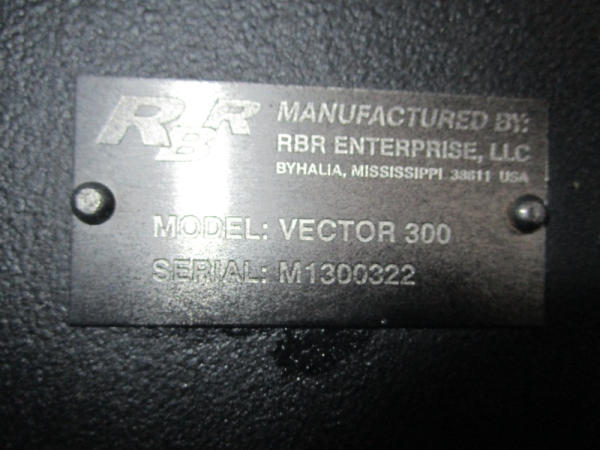 RBR
MANUFACTURED BY:
RBR ENTERPRISE, LLC
BYHALIA, MISSISSIPPI 38611 USA
MODEL: VECTOR 300
SERIAL: M1300322